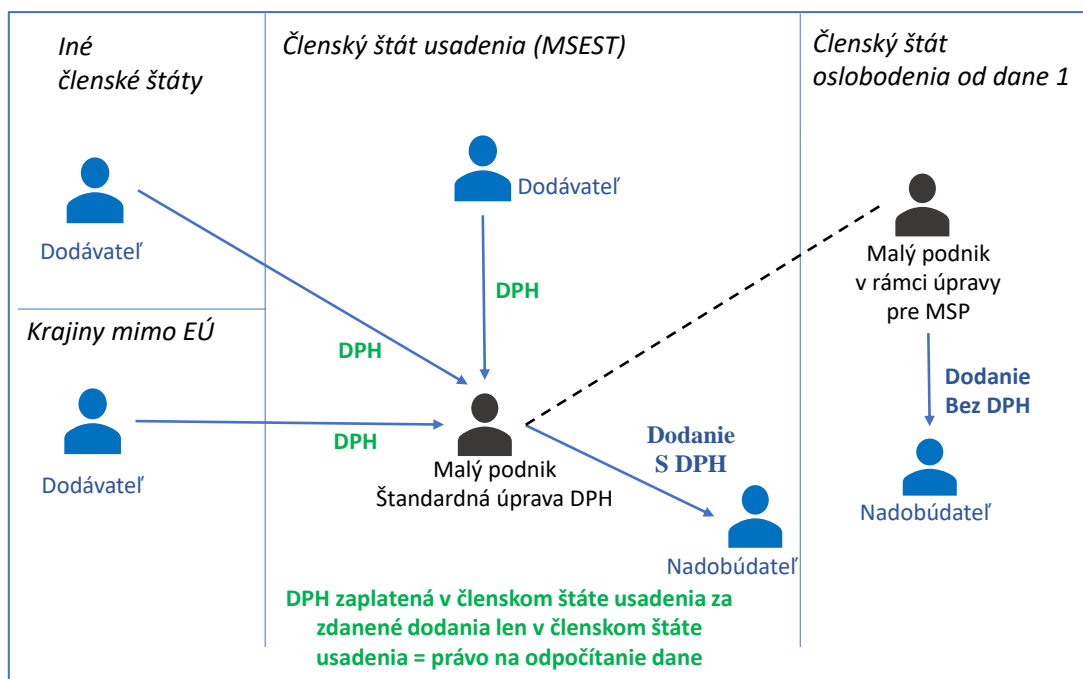 Iné
členské štáty
Dodávateľ
Krajiny mimo EÚ
Dodávateľ
Členský štát usadenia (MSEST)
Dodávateľ
DPH
DPH
DPH
Malý podnik
Štandardná úprava DPH
Dodanie
S DPH
Nadobúdateľ
DPH zaplatená v členskom štáte usadenia za
zdanené dodania len v členskom štáte
usadenia = právo na odpočítanie dane
Členský štát
oslobodenia od dane 1
Malý podnik
v rámci úpravy
pre MSP
Dodanie
Bez DPH
Nadobúdateľ